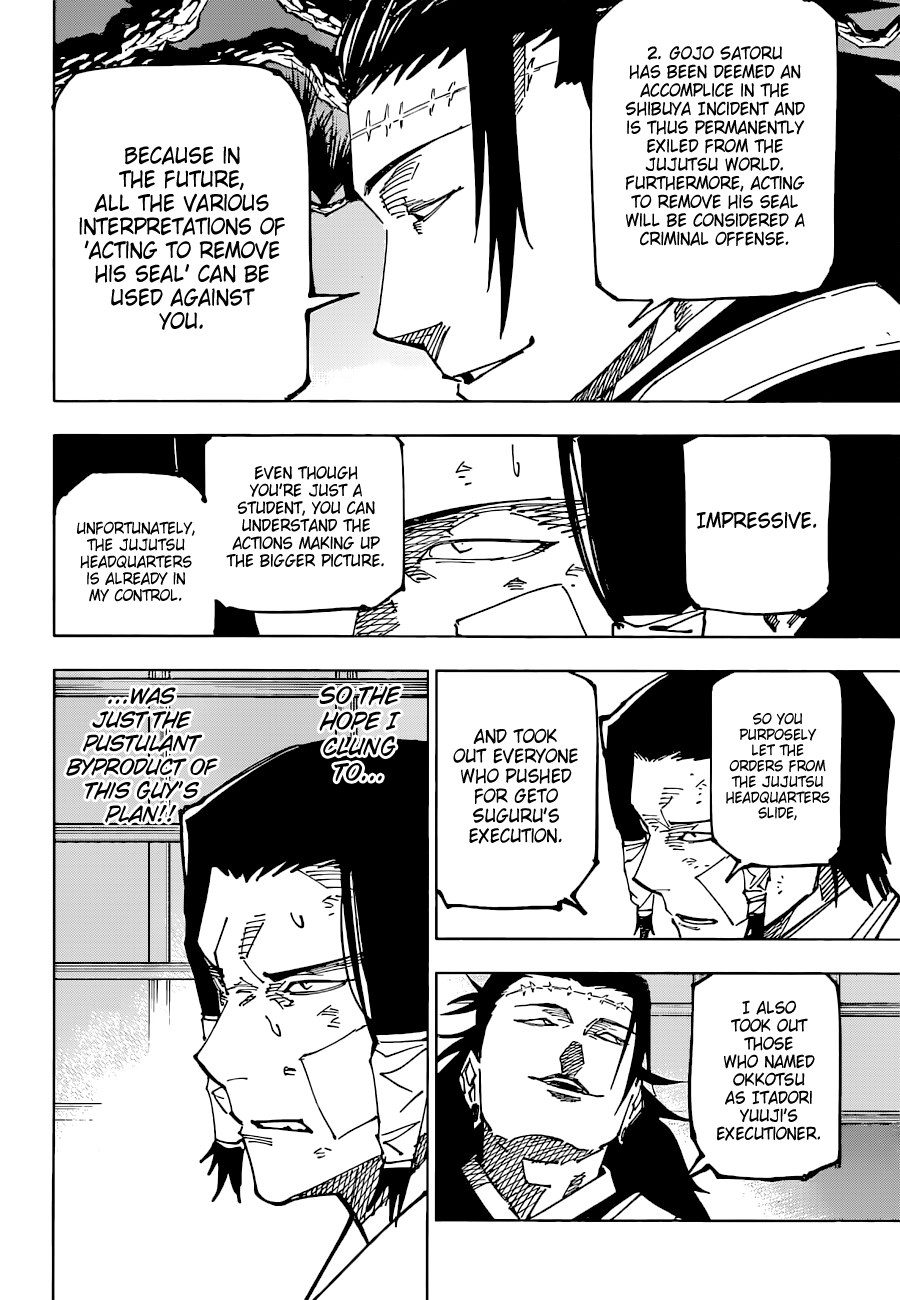 2. GOJO SATORU
HAS BEEN DEEMED AN
ACCOMPLICE IN THE
SHIBUYA INCIDENT AND
IS THUS PERMANENTLY
EXILED FROM THE
JUJUTSU WORLD.
FURTHERMORE, ACTING
TO REMOVE HIS SEAL
WILL BE CONSIDERED A
CRIMINAL OFFENSE.
BECAUSE IN
THE FUTURE,
ALL THE VARIOUS
INTERPRETATIONS OF
'ACTING TO REMOVE
HIS SEAL' CAN BE
USED AGAINST
YOU.
IMPRESSIVE.
EVEN THOUGH
YOU'RE JUST A
STUDENT, YOU CAN
UNDERSTAND THE
ACTIONS MAKING UP
THE BIGGER PICTURE.
UNFORTUNATELY,
THE JUJUTSU
HEADQUARTERS
IS ALREADY IN
MY CONTROL.
SO YOU
PURPOSELY
LET THE
ORDERS FROM
THE JUJUTSU
HEADQUARTERS
SLIDE,
AND TOOK
OUT EVERYONE
WHO PUSHED
FOR GETO
SUGURU'S
EXECUTION.
I ALSO
TOOK OUT
THOSE
WHO NAMED
OKKOTSU
AS ITADORI
YUUJI'S
EXECUTIONER.
SO THE
HOPE I
CLUNG
TO...
...WAS
JUST THE
PUSTULANT
BYPRODUCT OF
THIS GUY'S
PLAN!!